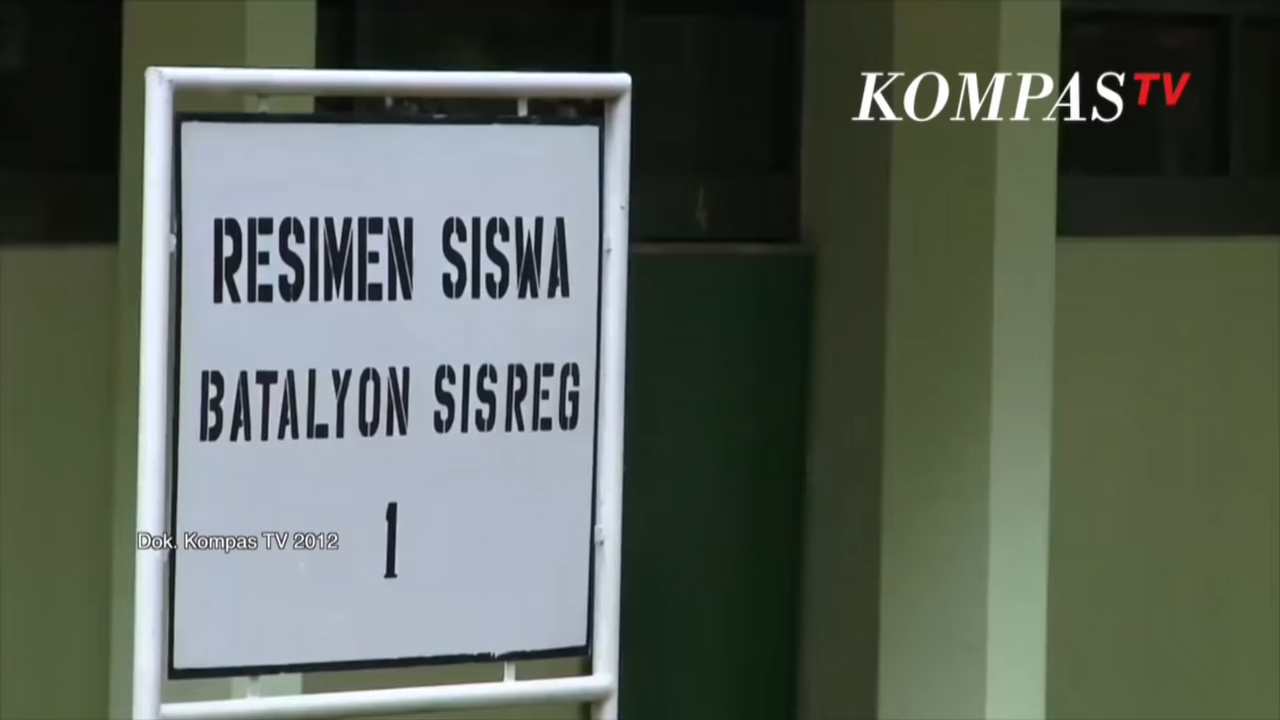 KOMPASTV
RESIMEN SISWA
BATALYON SISREG
1
Dok. Kompas TV 2012